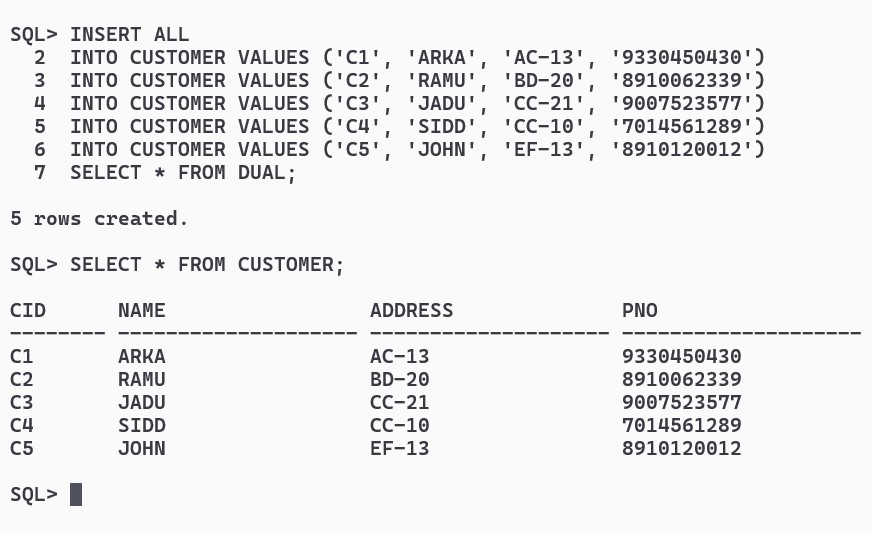 SQL> INSERT ALL
  2  INTO CUSTOMER VALUES ('C1', 'ARKA', 'AC-13', '9330450430')
  3  INTO CUSTOMER VALUES ('C2', 'RAMU', 'BD-20', '8910062339')
  4  INTO CUSTOMER VALUES ('C3', 'JADU', 'CC-21', '9007523577')
  5  INTO CUSTOMER VALUES ('C4', 'SIDD', 'CC-10', '7014561289')
  6  INTO CUSTOMER VALUES ('C5', 'JOHN', 'EF-13', '8910120012')
  7  SELECT * FROM DUAL;

5 rows created.

SQL> SELECT * FROM CUSTOMER;

CID      NAME                 ADDRESS              PNO
-------- -------------------- -------------------- --------------------
C1       ARKA                 AC-13                9330450430
C2       RAMU                 BD-20                8910062339
C3       JADU                 CC-21                9007523577
C4       SIDD                 CC-10                7014561289
C5       JOHN                 EF-13                8910120012

SQL>